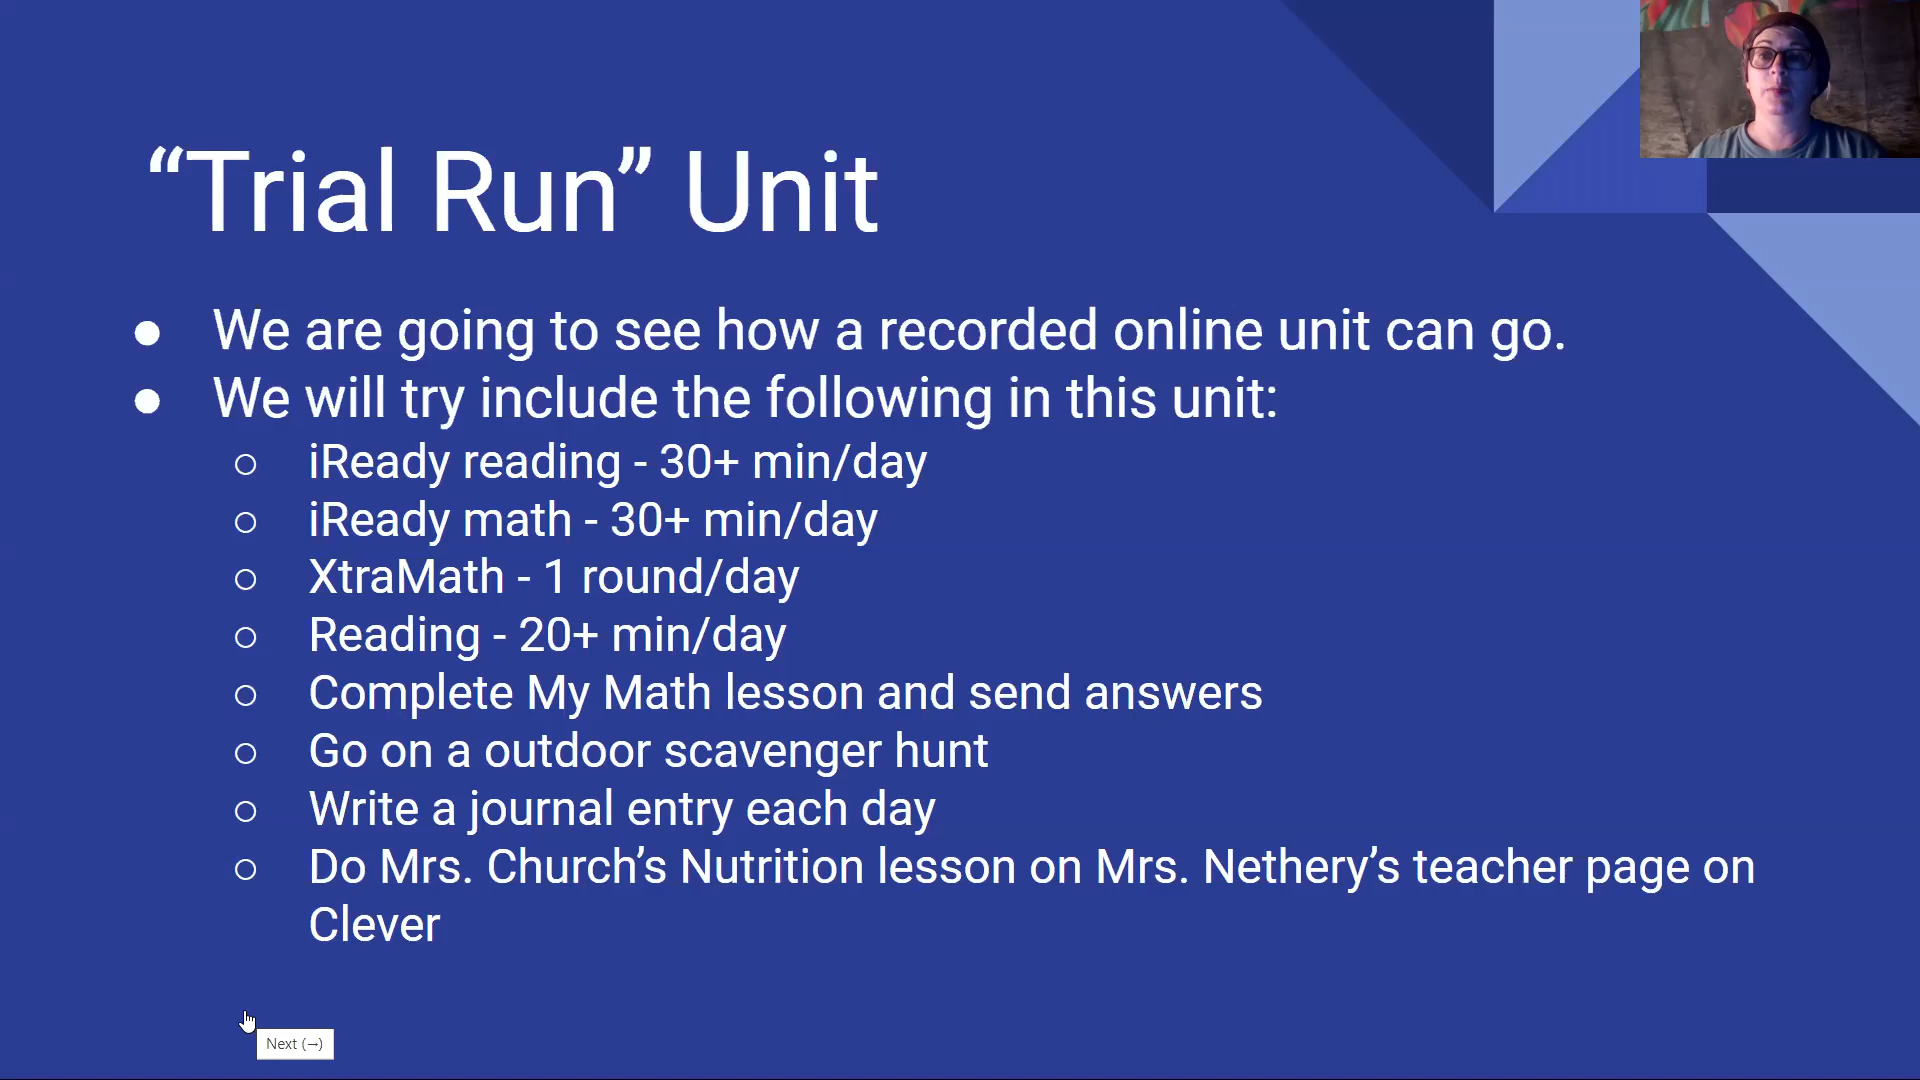 “Trial Run” Unit
● We are going to see how a recorded online unit can go.
● We will try include the following in this unit:
○ iReady reading - 30+ min/day
○ iReady math - 30+ min/day
○ XtraMath - 1 round/day
○ Reading - 20+ min/day
○ Complete My Math lesson and send answers
○ Go on a outdoor scavenger hunt
○ Write a journal entry each day
○ Do Mrs. Church’s Nutrition lesson on Mrs. Nethery’s teacher page on
Clever
Next (→)